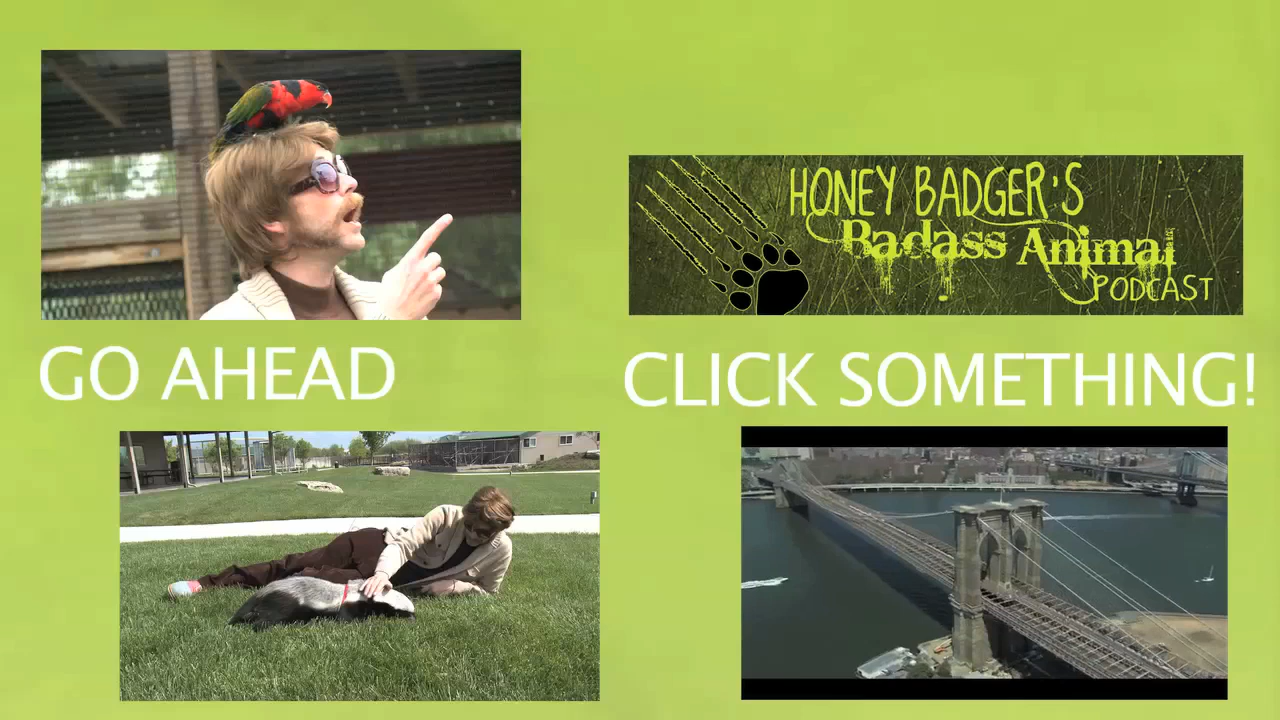 HONEY BADGER'S
Badass Animal
PODCAST
GO AHEAD
CLICK SOMETHING!